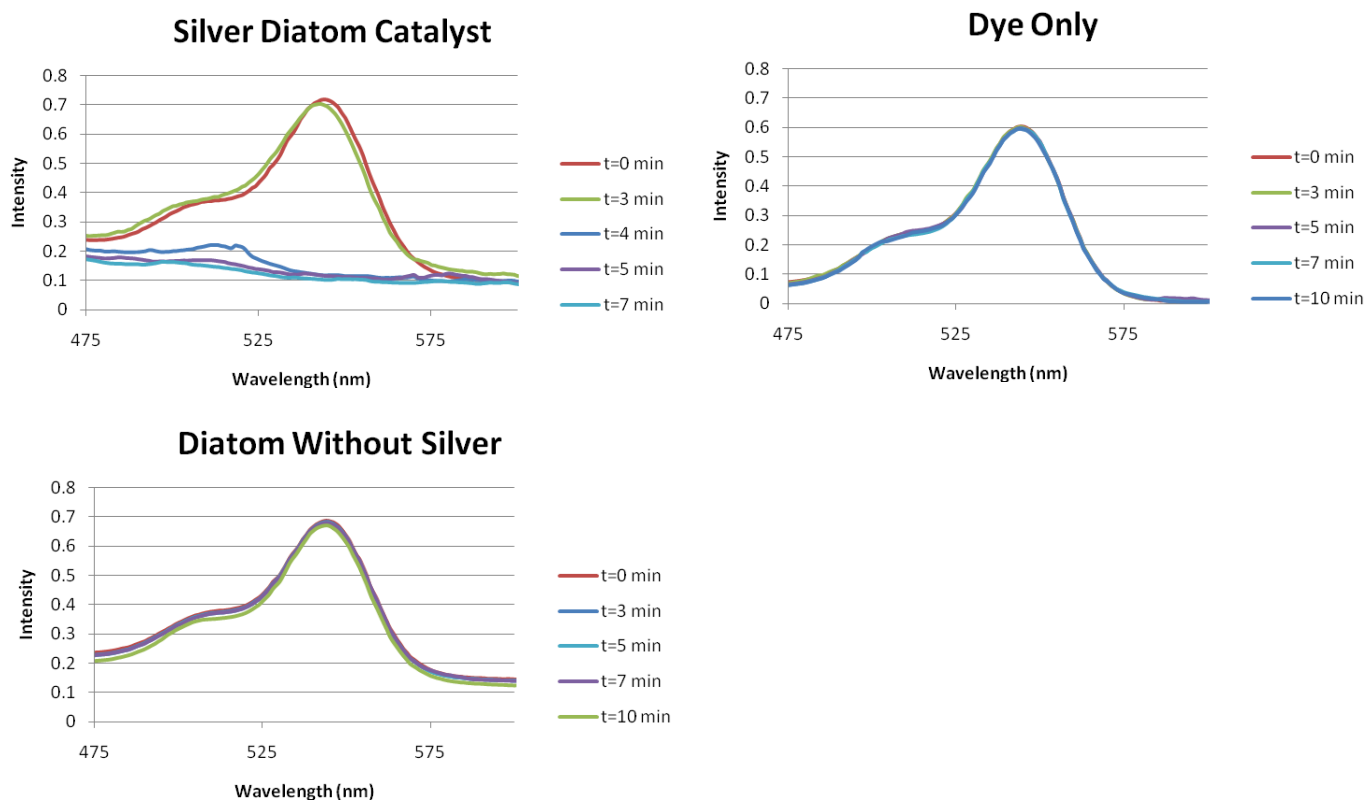 Silver Diatom Catalyst
0.8
0.7
0.6
0.5
0.4
0.3
0.2
0.1
0
Intensity
475
525
575
Wavelength (nm)
t=0 min
t=3 min
t=4 min
t=5 min
t=7 min
Dye Only
0.8
0.7
0.6
0.5
0.4
0.3
0.2
0.1
0
Intensity
475
525
575
Wavelength (nm)
t=0 min
t=3 min
t=5 min
t=7 min
t=10 min
Diatom Without Silver
0.8
0.7
0.6
0.5
0.4
0.3
0.2
0.1
0
Intensity
475
525
575
Wavelength (nm)
t=0 min
t=3 min
t=5 min
t=7 min
t=10 min